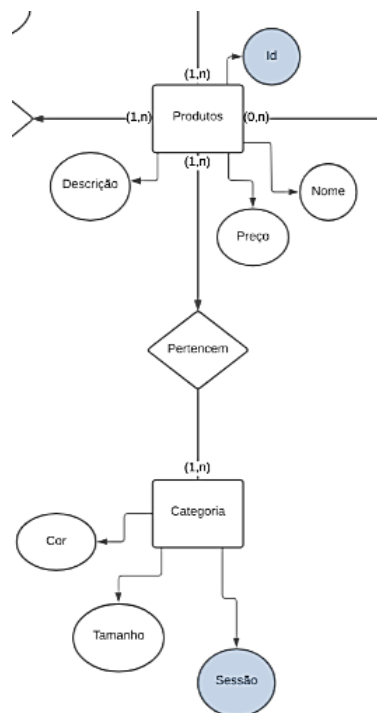 Id
(1,n)
(1,n) Produtos (0,n)
(1,n)
Descrição
Nome
Preço
Pertencem
(1,n)
Categoria
Cor
Tamanho
Sessão